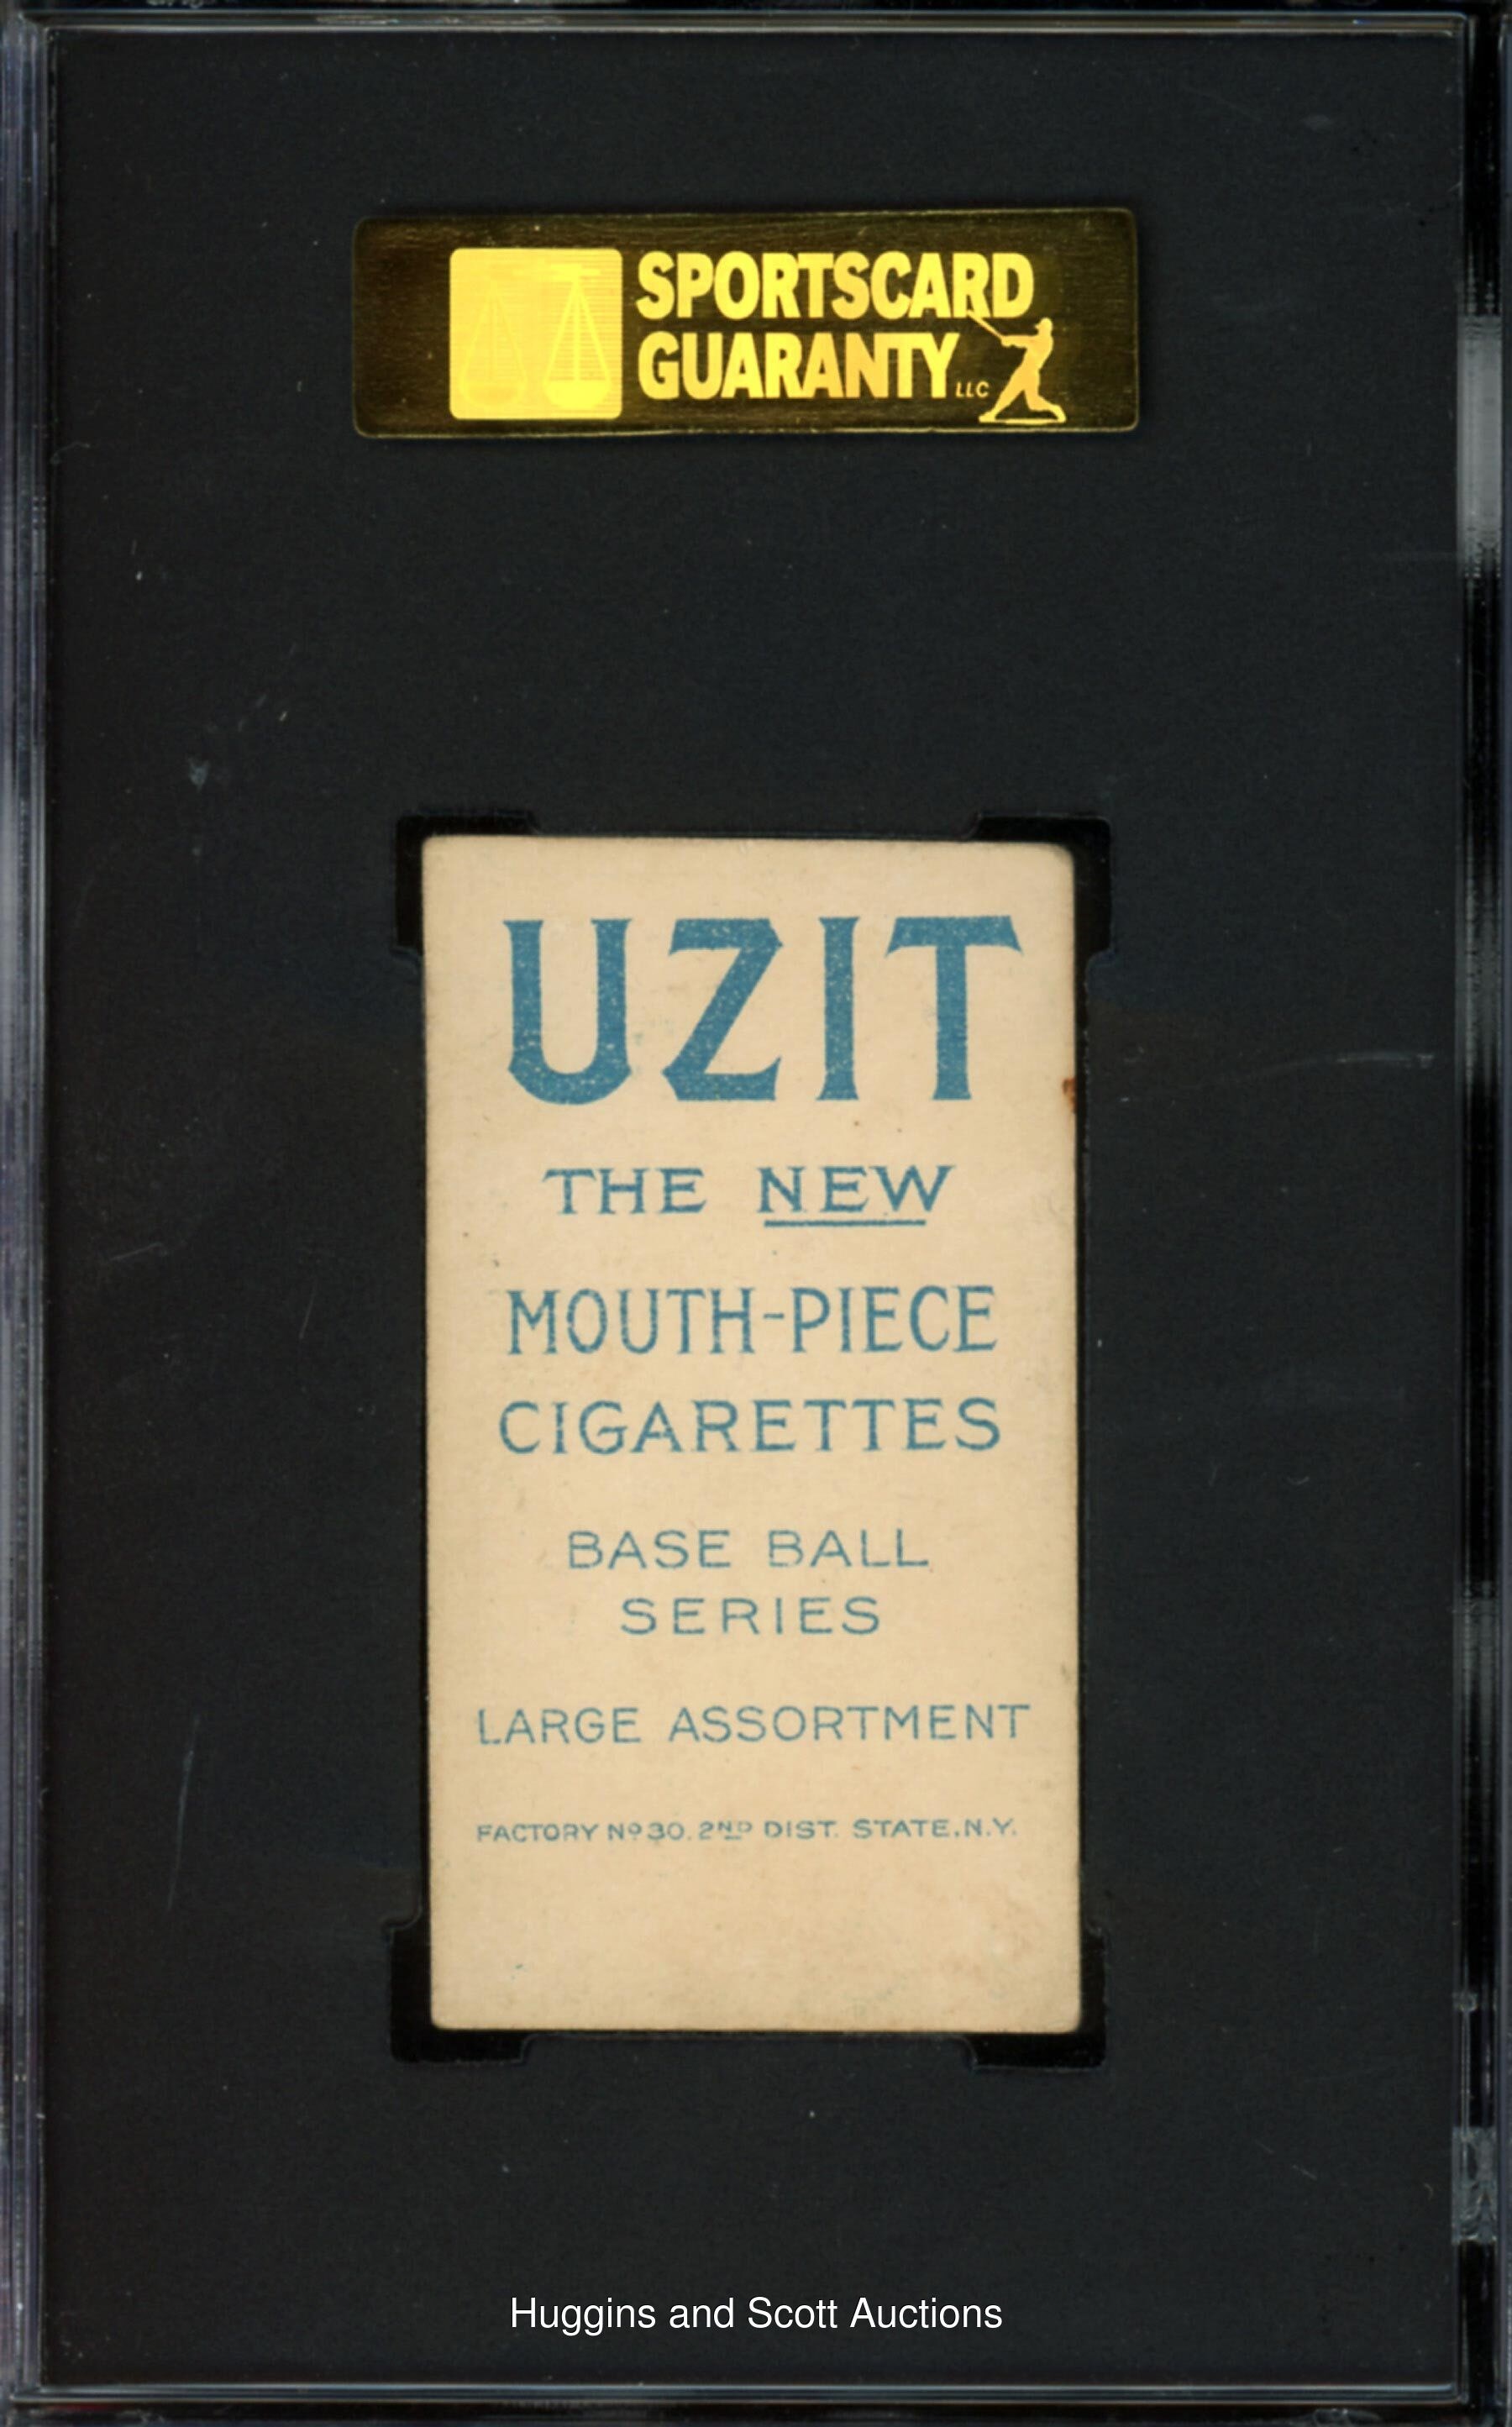 SPORTSCARD
GUARANTY LLC
UZIT
THE NEW
MOUTH-PIECE
CIGARETTES
BASE BALL
SERIES
LARGE ASSORTMENT
FACTORY Nº 30. 2ND DIST. STATE. N.Y.
Huggins and Scott Auctions